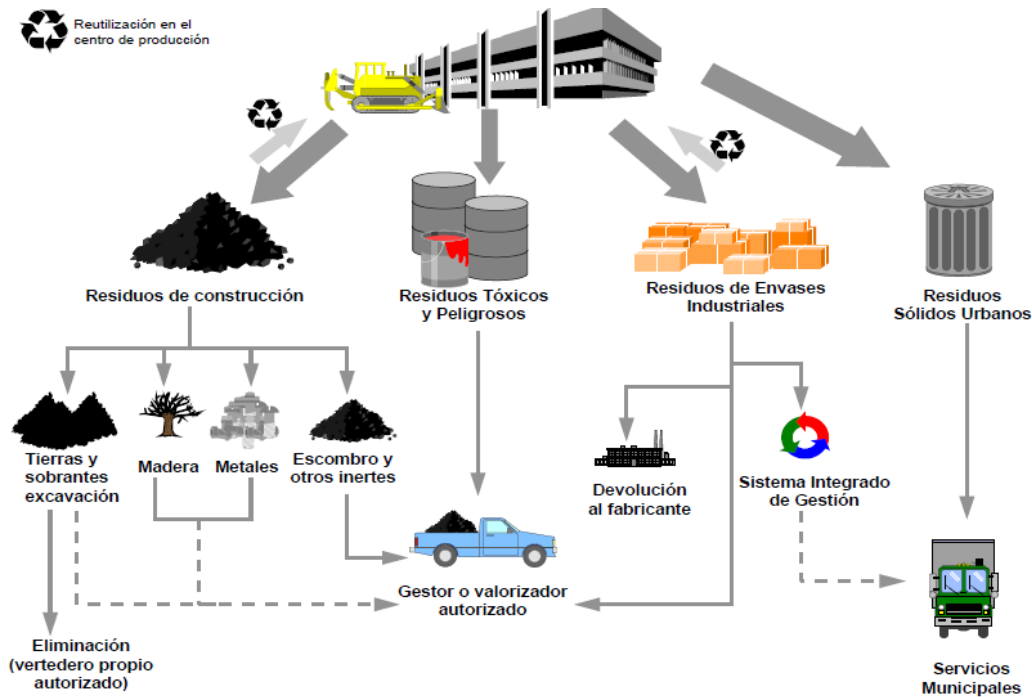 Reutilización en el
centro de producción
Residuos de construcción
Residuos Tóxicos
y Peligrosos
Residuos de Envases
Industriales
Residuos
Sólidos Urbanos
Tierras y
sobrantes
excavación
Madera
Metales
Escombro y
otros inertes
Devolución
al fabricante
Sistema Integrado
de Gestión
Gestor o valorizador
autorizado
Eliminación
(vertedero propio
autorizado)
Servicios
Municipales